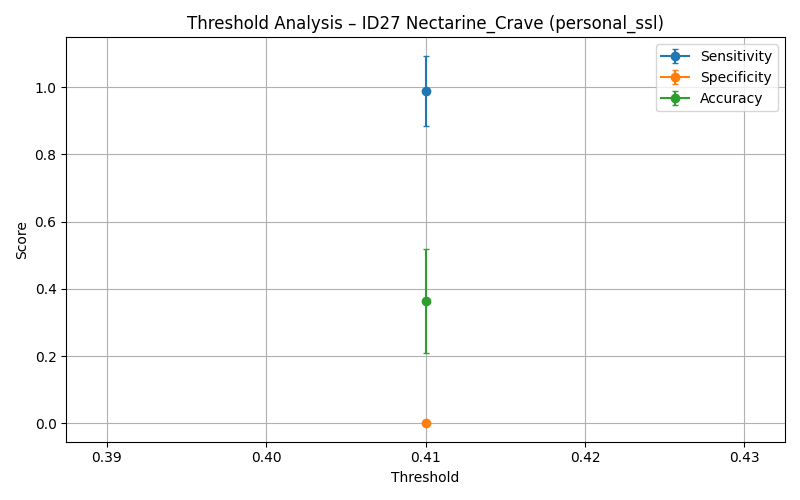 Threshold Analysis – ID27 Nectarine_Crave (personal_ssl)
Sensitivity
Specificity
Accuracy
Score
1.0
0.8
0.6
0.4
0.2
0.0
0.39 0.40 0.41 0.42 0.43
Threshold